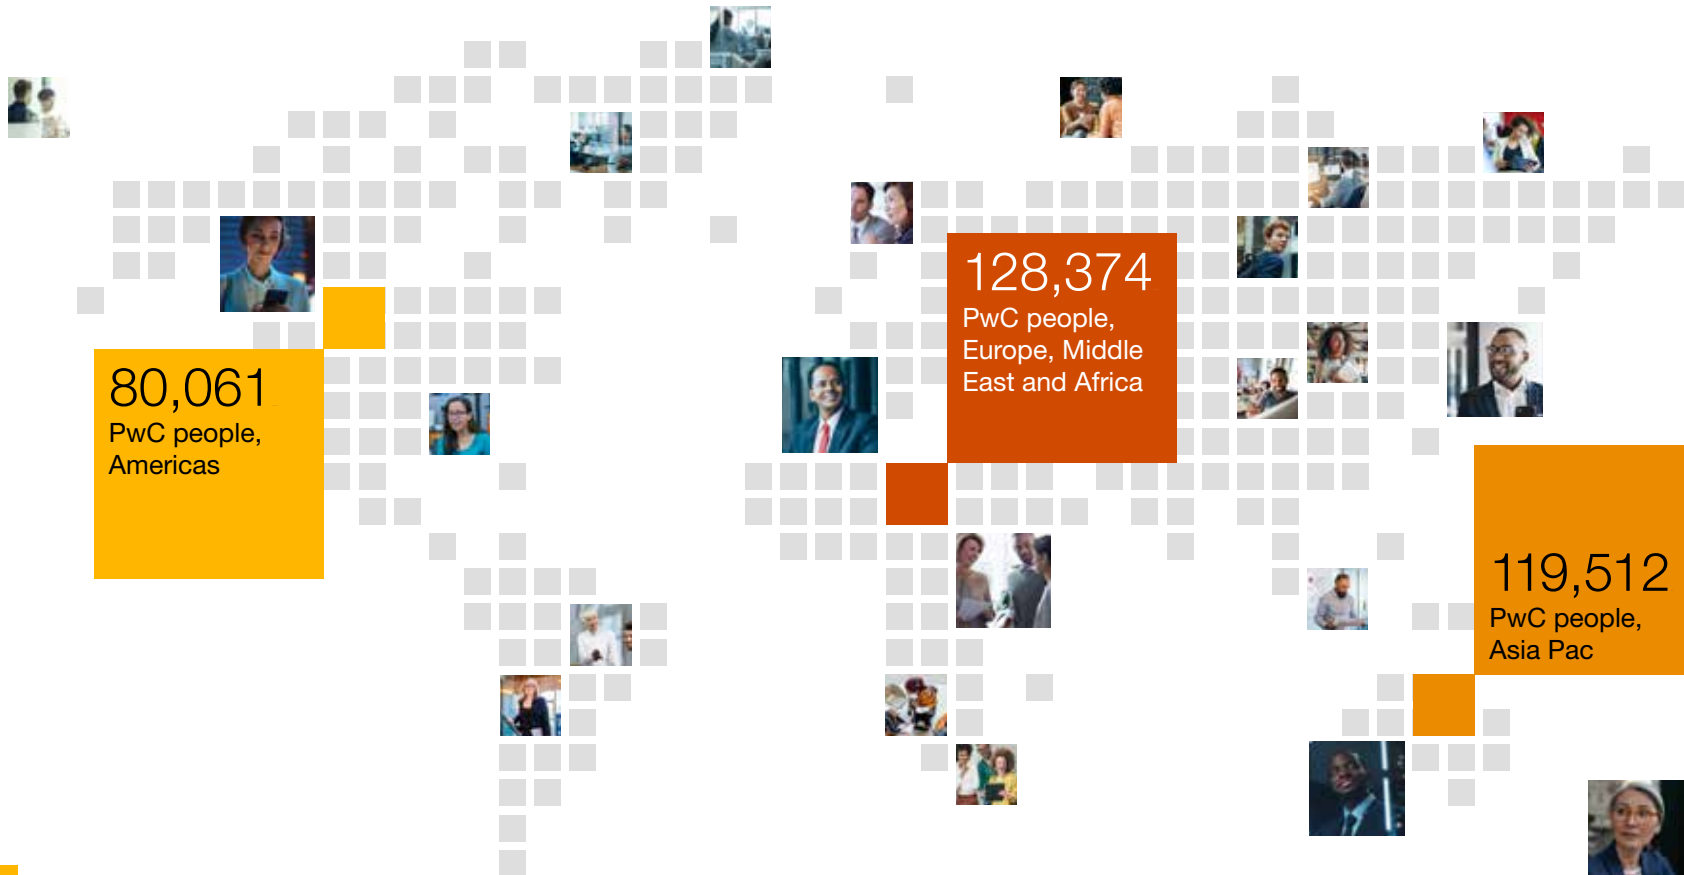 80,061
PwC people,
Americas
128,374
PwC people,
Europe, Middle
East and Africa
119,512
PwC people,
Asia Pac